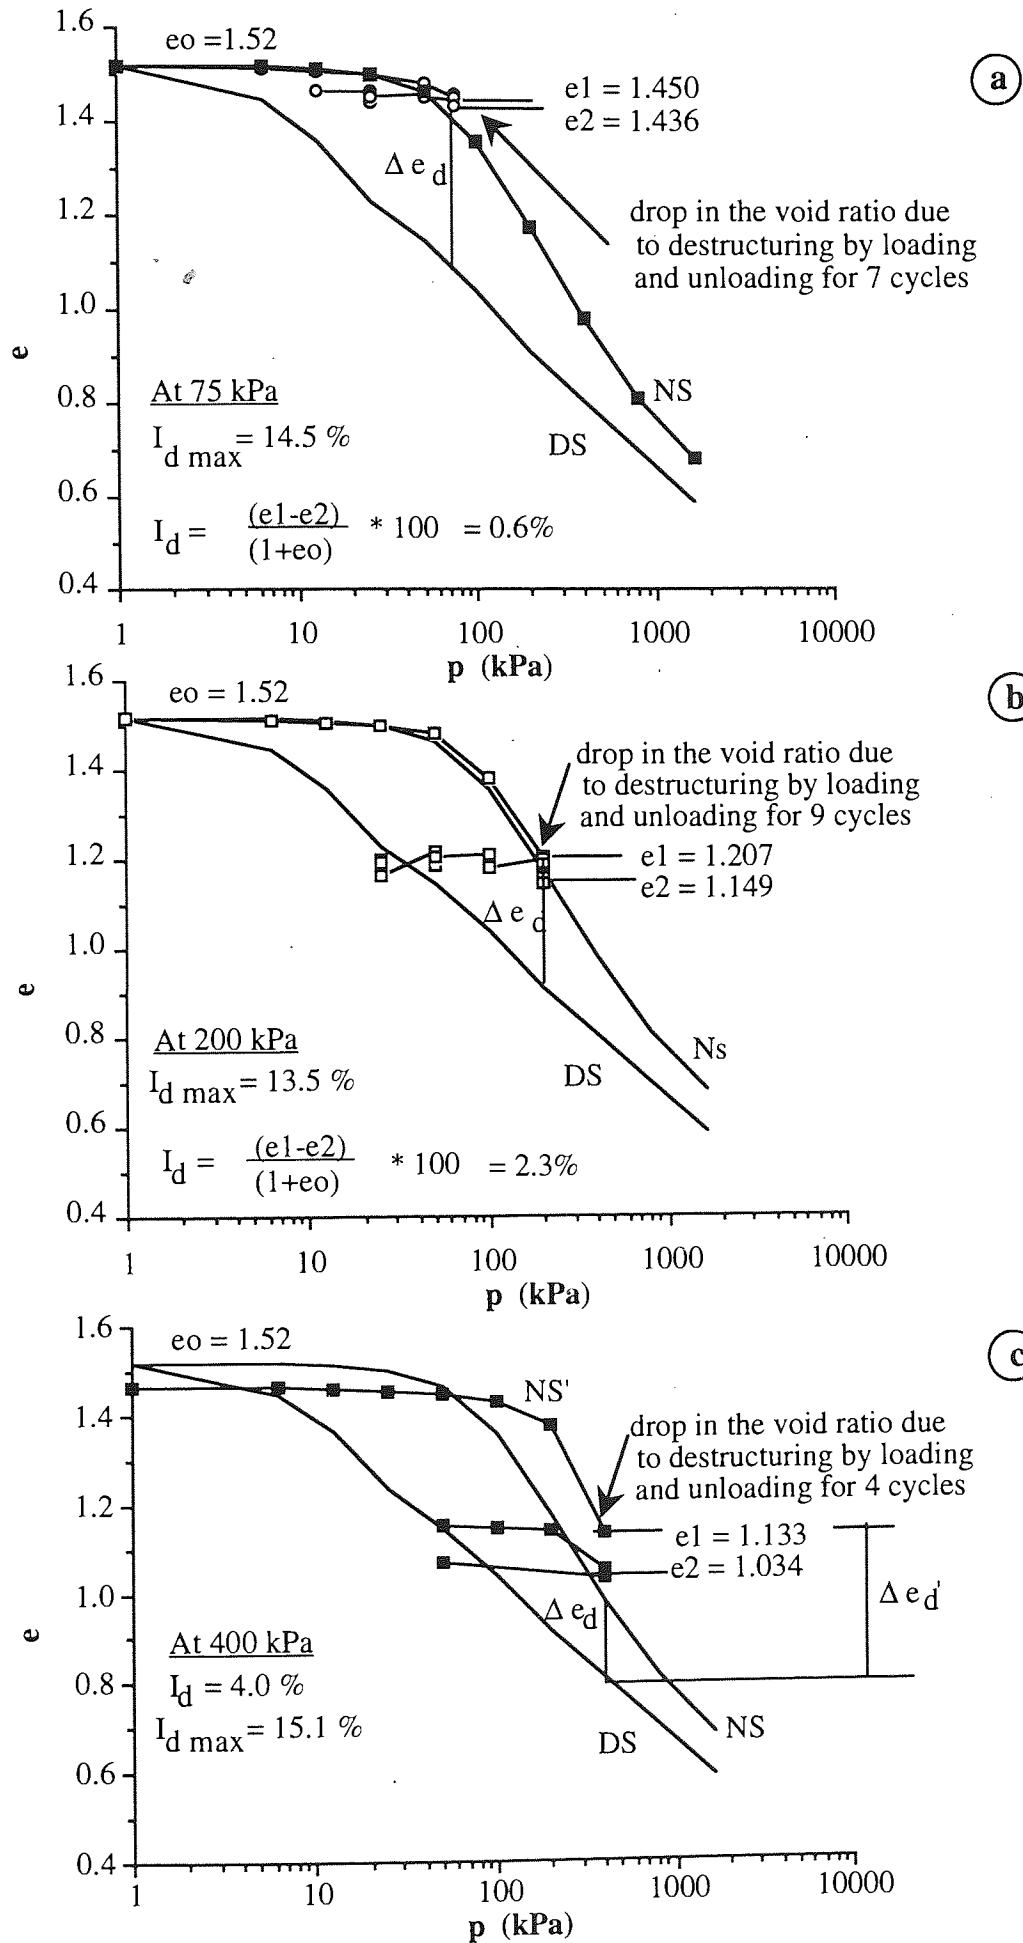 1.6
eo =1.52
a
e1 = 1.450
1.4
e2 = 1.436
Δ e d
drop in the void ratio due
1.2
to destructuring by loading
and unloading for 7 cycles
1.0
e
At 75 kPa
NS
0.8
I d max = 14.5 %
DS
0.6
I d = (e1-e2) / (1+eo) * 100 = 0.6%
0.4
1 10 100 1000 10000
p (kPa)
1.6
eo = 1.52
b
drop in the void ratio due
1.4
to destructuring by loading
and unloading for 9 cycles
1.2
e1 = 1.207
e2 = 1.149
Δ e d
1.0
e
At 200 kPa
0.8
Ns
I d max = 13.5 %
DS
0.6
I d = (e1-e2) / (1+eo) * 100 = 2.3%
0.4
1 10 100 1000 10000
p (kPa)
1.6
eo = 1.52
c
NS'
1.4
drop in the void ratio due
to destructuring by loading
and unloading for 4 cycles
1.2
e1 = 1.133
e2 = 1.034
1.0
Δ e d
Δ e d'
e
At 400 kPa
I d = 4.0 %
0.8
I d max = 15.1 %
NS
DS
0.6
0.4
1 10 100 1000 10000
p (kPa)